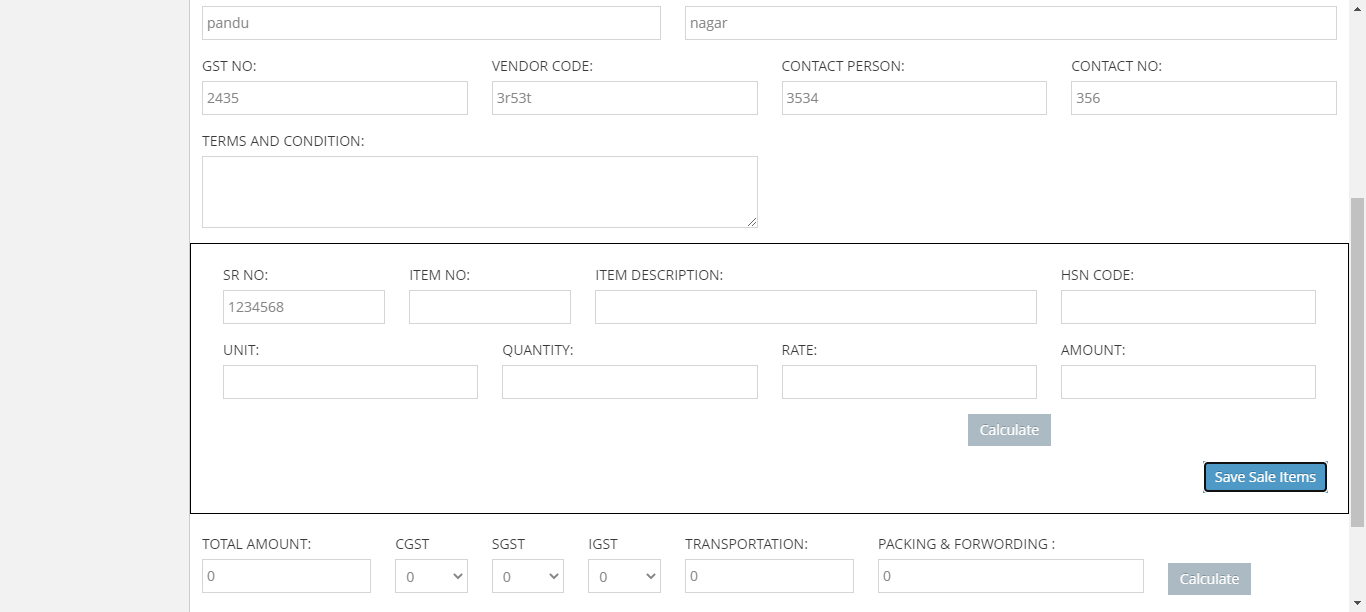 pandu nagar
GST NO: VENDOR CODE: CONTACT PERSON: CONTACT NO:
2435 3r53t 3534 356
TERMS AND CONDITION:
SR NO: ITEM NO: ITEM DESCRIPTION: HSN CODE:
1234568
UNIT: QUANTITY: RATE: AMOUNT:
Calculate
Save Sale Items
TOTAL AMOUNT: CGST SGST IGST TRANSPORTATION: PACKING & FORWORDING :
0 0 0 0 0 0 Calculate